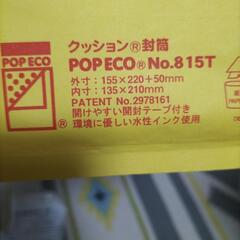 クッション®封筒
POP ECO
POP ECO® No.815T
外寸：155×220＋50mm
内寸：135×210mm
PATENT No.2978161
開けやすい開封テープ付き
環境に優しい水性インク使用
®